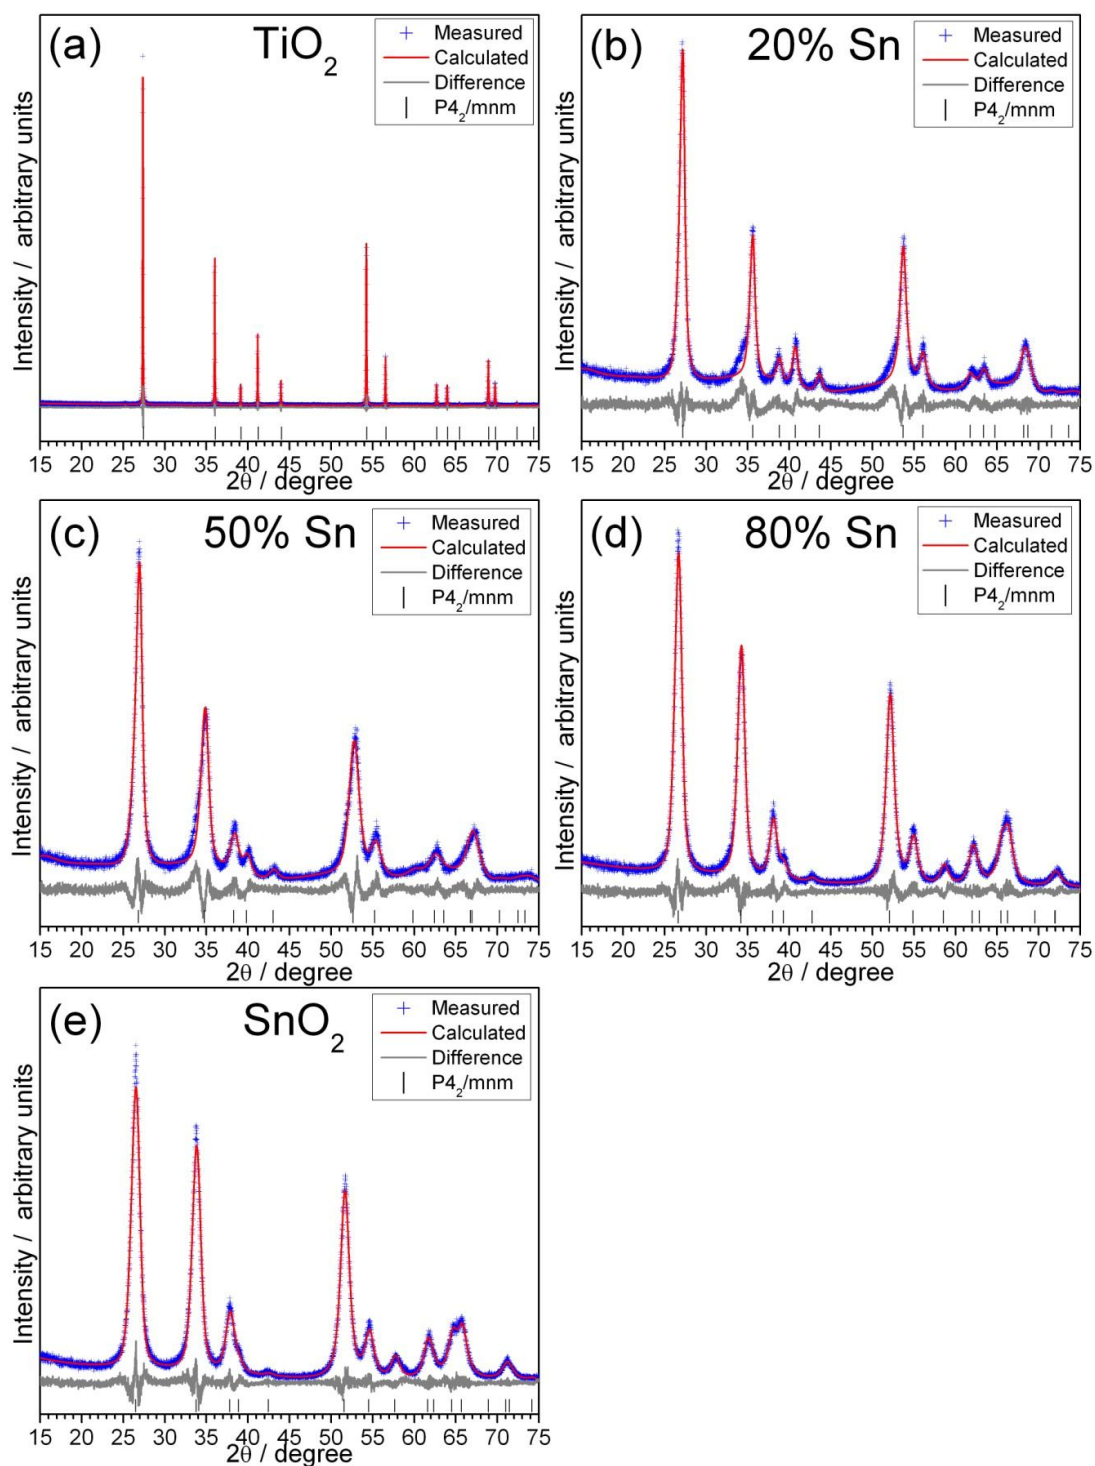 (a) TiO₂
Measured
Calculated
Difference
P4₂/mnm
Intensity / arbitrary units
15 20 25 30 35 40 45 50 55 60 65 70 75
2θ / degree
(b) 20% Sn
Measured
Calculated
Difference
P4₂/mnm
Intensity / arbitrary units
15 20 25 30 35 40 45 50 55 60 65 70 75
2θ / degree
(c) 50% Sn
Measured
Calculated
Difference
P4₂/mnm
Intensity / arbitrary units
15 20 25 30 35 40 45 50 55 60 65 70 75
2θ / degree
(d) 80% Sn
Measured
Calculated
Difference
P4₂/mnm
Intensity / arbitrary units
15 20 25 30 35 40 45 50 55 60 65 70 75
2θ / degree
(e) SnO₂
Measured
Calculated
Difference
P4₂/mnm
Intensity / arbitrary units
15 20 25 30 35 40 45 50 55 60 65 70 75
2θ / degree